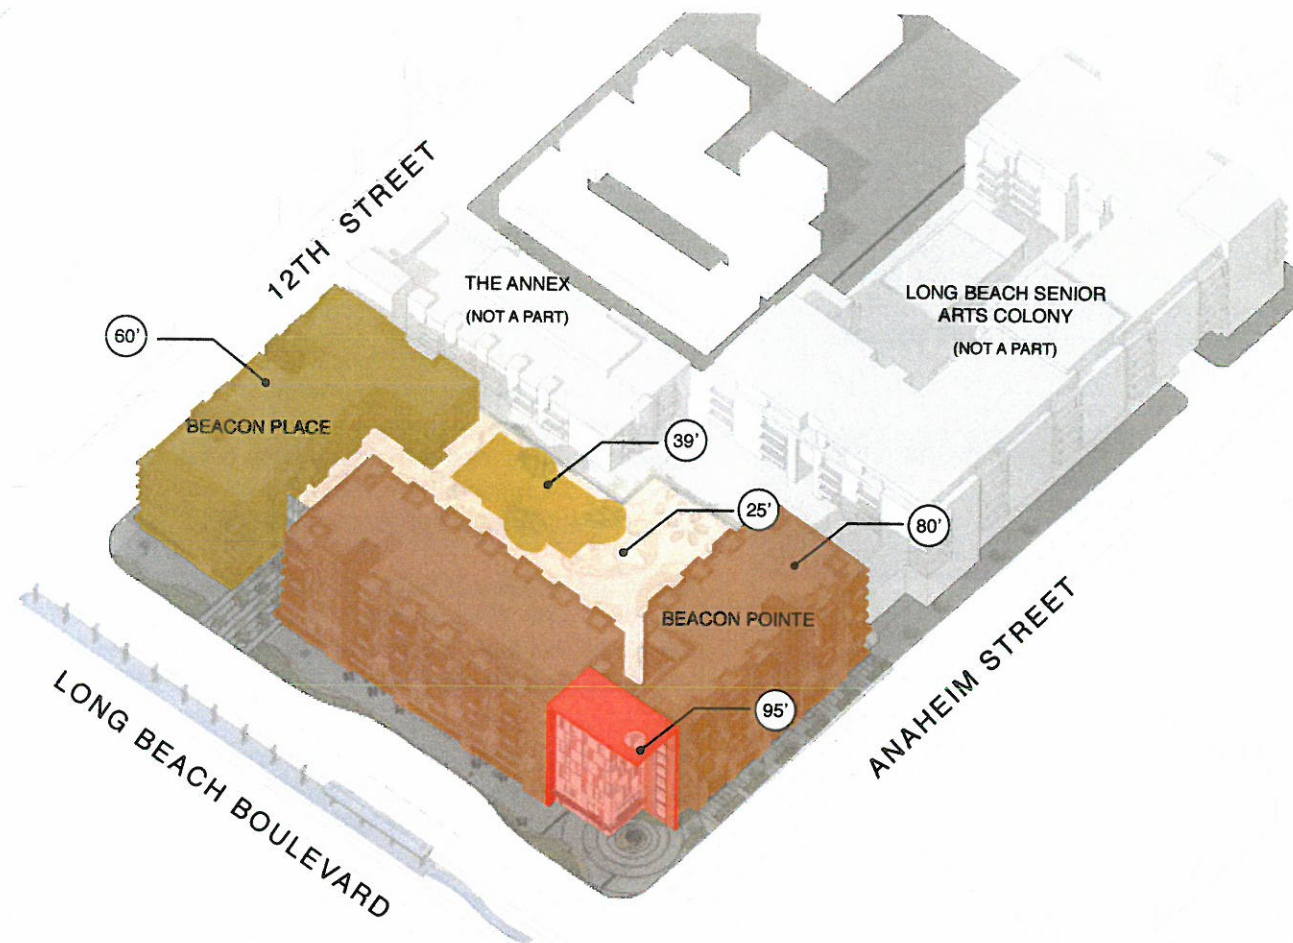 12TH STREET
THE ANNEX
(NOT A PART)
LONG BEACH SENIOR
ARTS COLONY
(NOT A PART)
60'
BEACON PLACE
39'
25'
80'
BEACON POINTE
95'
LONG BEACH BOULEVARD
ANAHEIM STREET